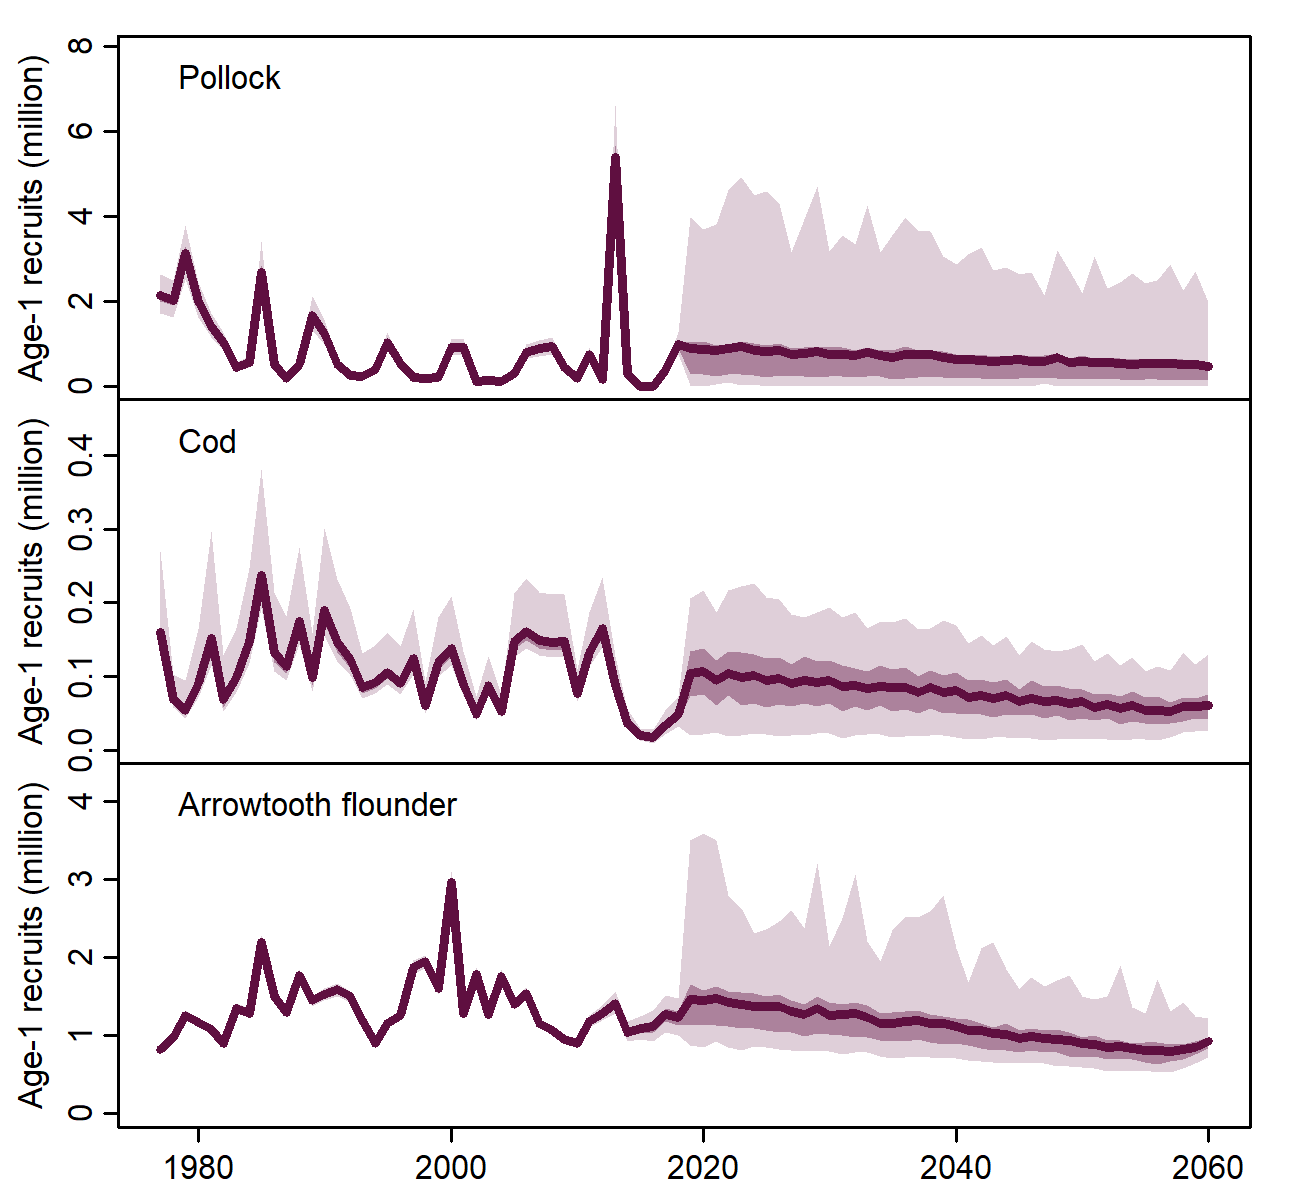 Age-1 recruits (million)
8
6
4
2
0
Pollock
Age-1 recruits (million)
0.4
0.3
0.2
0.1
0.0
Cod
Age-1 recruits (million)
4
3
2
1
0
Arrowtooth flounder
1980 2000 2020 2040 2060